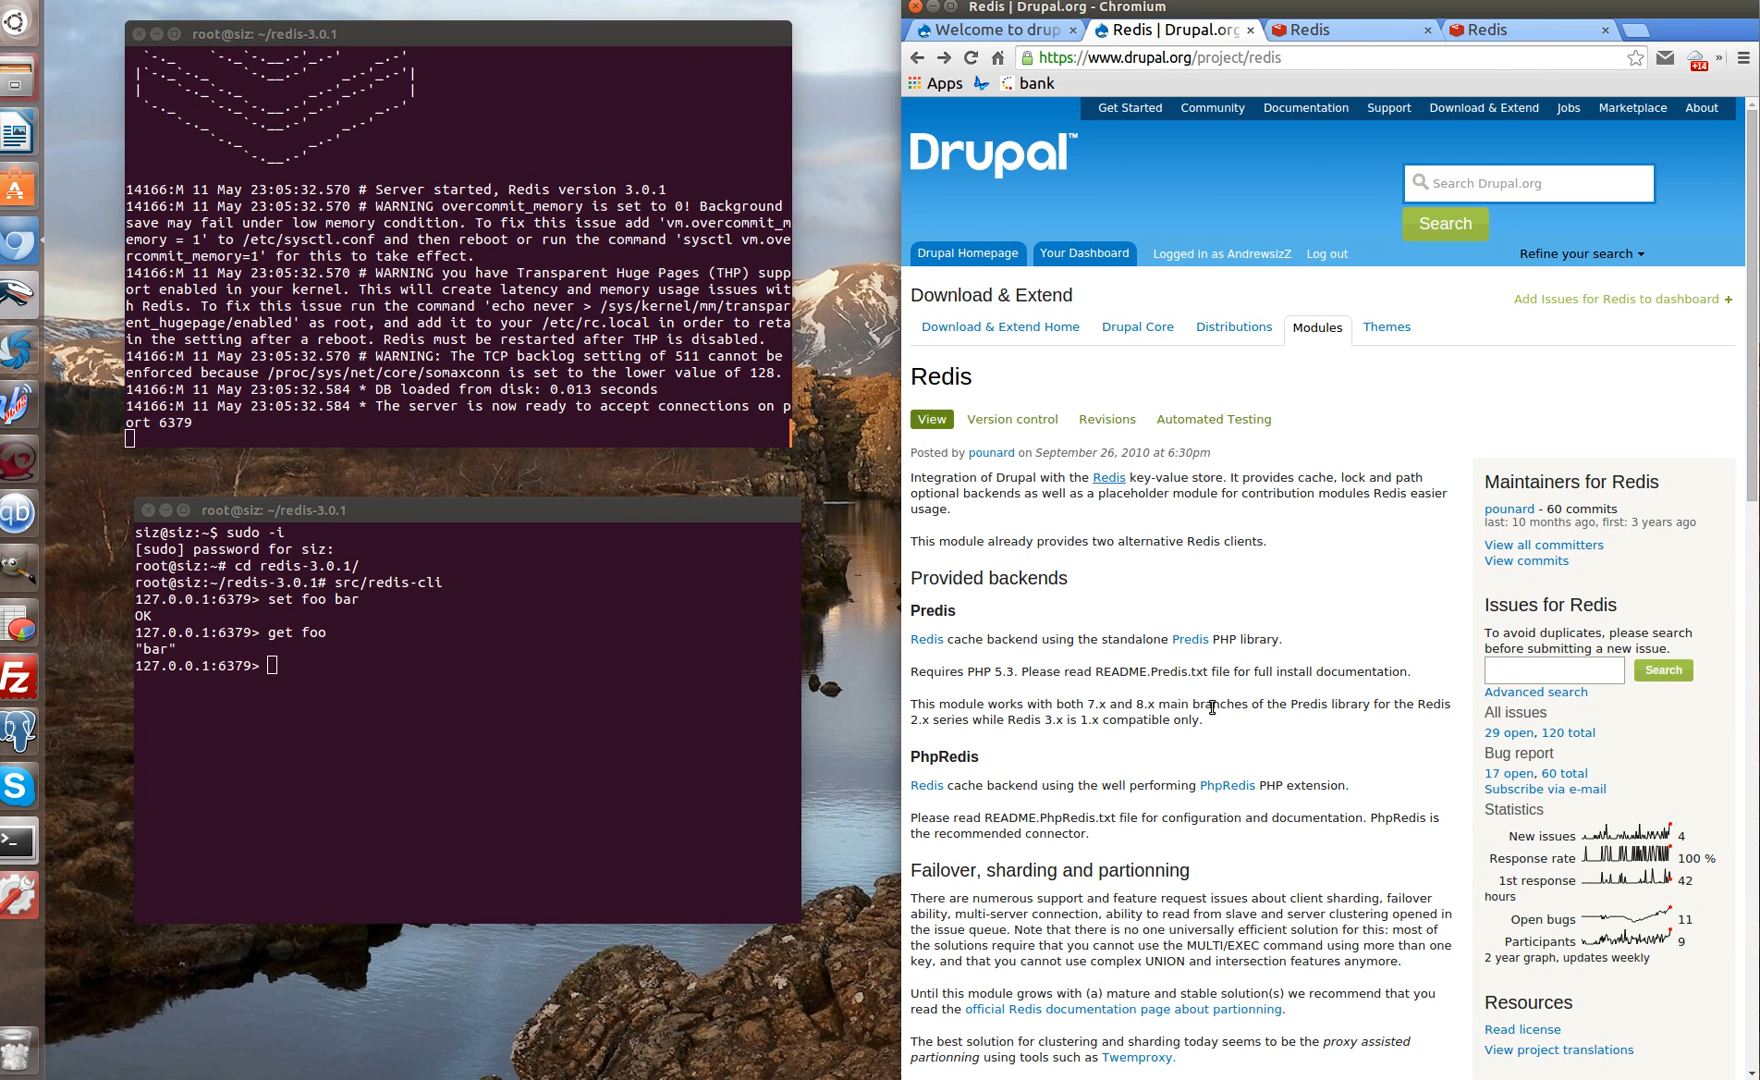 root@siz: ~/redis-3.0.1
14166:M 11 May 23:05:32.570 # Server started, Redis version 3.0.1
14166:M 11 May 23:05:32.570 # WARNING overcommit_memory is set to 0! Background
save may fail under low memory condition. To fix this issue add 'vm.overcommit_m
emory = 1' to /etc/sysctl.conf and then reboot or run the command 'sysctl vm.ove
rcommit_memory=1' for this to take effect.
14166:M 11 May 23:05:32.570 # WARNING you have Transparent Huge Pages (THP) supp
ort enabled in your kernel. This will create latency and memory usage issues wit
h Redis. To fix this issue run the command 'echo never > /sys/kernel/mm/transpar
ent_hugepage/enabled' as root, and add it to your /etc/rc.local in order to reta
in the setting after a reboot. Redis must be restarted after THP is disabled.
14166:M 11 May 23:05:32.570 # WARNING: The TCP backlog setting of 511 cannot be
enforced because /proc/sys/net/core/somaxconn is set to the lower value of 128.
14166:M 11 May 23:05:32.584 * DB loaded from disk: 0.013 seconds
14166:M 11 May 23:05:32.584 * The server is now ready to accept connections on p
ort 6379
root@siz: ~/redis-3.0.1
siz@siz:~$ sudo -i
[sudo] password for siz:
root@siz:~# cd redis-3.0.1/
root@siz:~/redis-3.0.1# src/redis-cli
127.0.0.1:6379> set foo bar
OK
127.0.0.1:6379> get foo
"bar"
127.0.0.1:6379>
Redis | Drupal.org - Chromium
Welcome to drup
Redis | Drupal.org
Redis
Redis
https://www.drupal.org/project/redis
+14
Apps
bank
Get Started Community Documentation Support Download & Extend Jobs Marketplace About
Drupal™
Search Drupal.org
Search
Drupal Homepage Your Dashboard Logged in as AndrewsizZ Log out Refine your search
Download & Extend
Add Issues for Redis to dashboard +
Download & Extend Home Drupal Core Distributions Modules Themes
Redis
View Version control Revisions Automated Testing
Posted by pounard on September 26, 2010 at 6:30pm
Integration of Drupal with the Redis key-value store. It provides cache, lock and path
optional backends as well as a placeholder module for contribution modules Redis easier
usage.
This module already provides two alternative Redis clients.
Provided backends
Predis
Redis cache backend using the standalone Predis PHP library.
Requires PHP 5.3. Please read README.Predis.txt file for full install documentation.
This module works with both 7.x and 8.x main branches of the Predis library for the Redis
2.x series while Redis 3.x is 1.x compatible only.
PhpRedis
Redis cache backend using the well performing PhpRedis PHP extension.
Please read README.PhpRedis.txt file for configuration and documentation. PhpRedis is
the recommended connector.
Failover, sharding and partionning
There are numerous support and feature request issues about client sharding, failover
ability, multi-server connection, ability to read from slave and server clustering opened in
the issue queue. Note that there is no one universally efficient solution for this: most of
the solutions require that you cannot use the MULTI/EXEC command using more than one
key, and that you cannot use complex UNION and intersection features anymore.
Until this module grows with (a) mature and stable solution(s) we recommend that you
read the official Redis documentation page about partionning.
The best solution for clustering and sharding today seems to be the proxy assisted
partionning using tools such as Twemproxy.
Maintainers for Redis
pounard - 60 commits
last: 10 months ago, first: 3 years ago
View all committers
View commits
Issues for Redis
To avoid duplicates, please search
before submitting a new issue.
Search
Advanced search
All issues
29 open, 120 total
Bug report
17 open, 60 total
Subscribe via e-mail
Statistics
New issues 4
Response rate 100 %
1st response 42
hours
Open bugs 11
Participants 9
2 year graph, updates weekly
Resources
Read license
View project translations